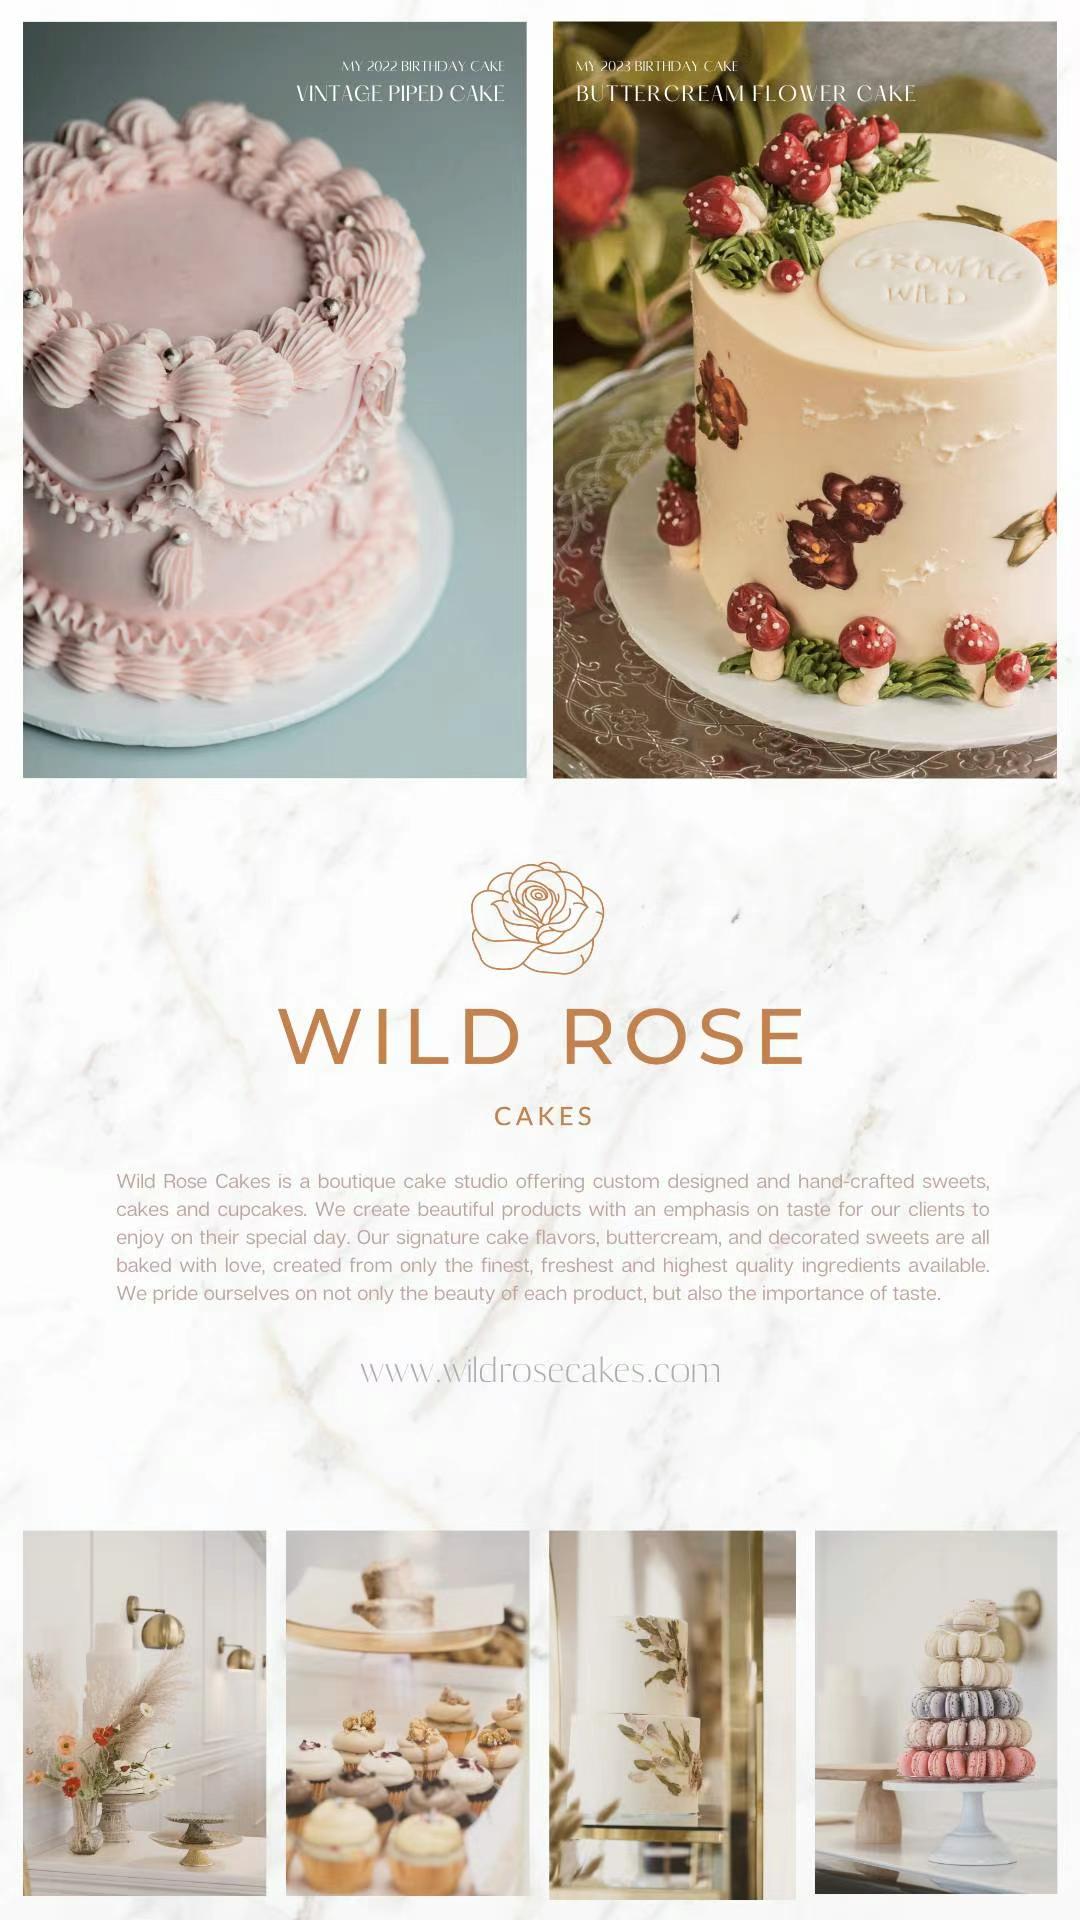 MY 2022 BIRTHDAY CAKE
VINTAGE PIPED CAKE
MY 2023 BIRTHDAY CAKE
BUTTERCREAM FLOWER CAKE
GROWING
WILD
WILD ROSE
CAKES
Wild Rose Cakes is a boutique cake studio offering custom designed and hand-crafted sweets,
cakes and cupcakes. We create beautiful products with an emphasis on taste for our clients to
enjoy on their special day. Our signature cake flavors, buttercream, and decorated sweets are all
baked with love, created from only the finest, freshest and highest quality ingredients available.
We pride ourselves on not only the beauty of each product, but also the importance of taste.
www.wildrosecakes.com